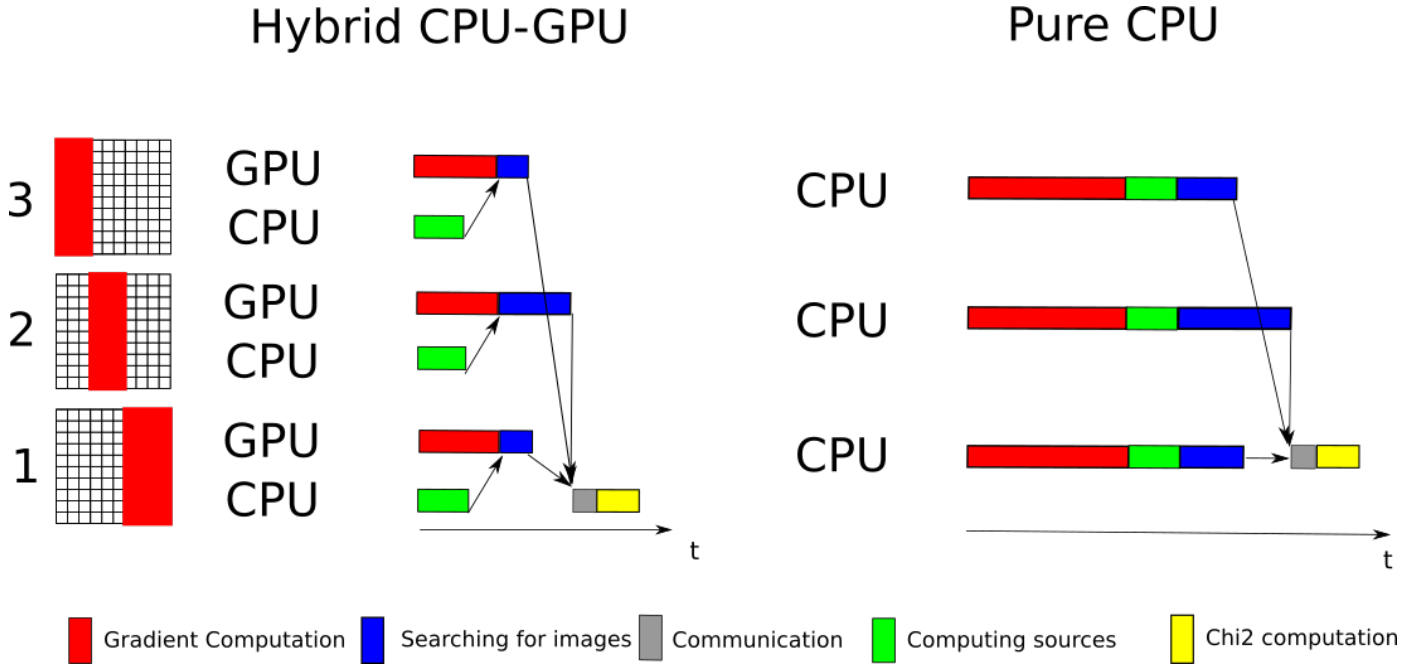 Hybrid CPU-GPU
Pure CPU
3
GPU
CPU
CPU
2
GPU
CPU
CPU
1
GPU
CPU
CPU
t
t
Gradient Computation
Searching for images
Communication
Computing sources
Chi2 computation